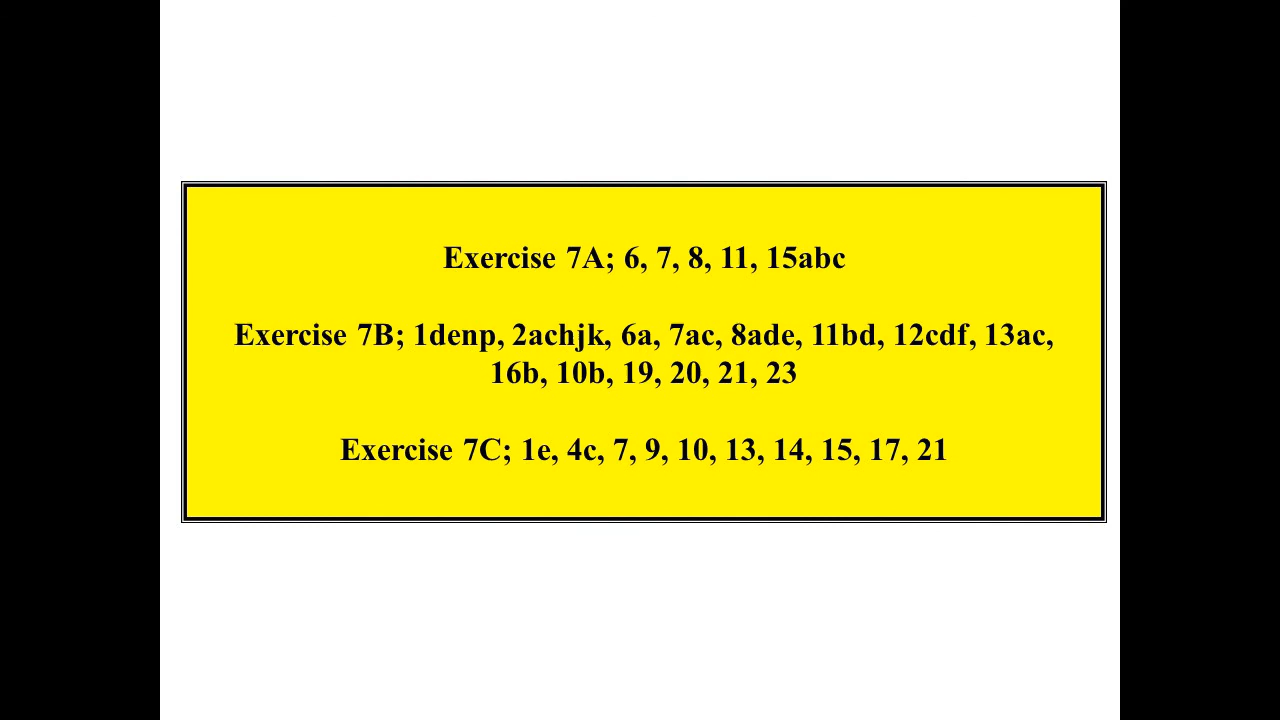 Exercise 7A; 6, 7, 8, 11, 15abc
Exercise 7B; 1denp, 2achjk, 6a, 7ac, 8ade, 11bd, 12cdf, 13ac,
16b, 10b, 19, 20, 21, 23
Exercise 7C; 1e, 4c, 7, 9, 10, 13, 14, 15, 17, 21